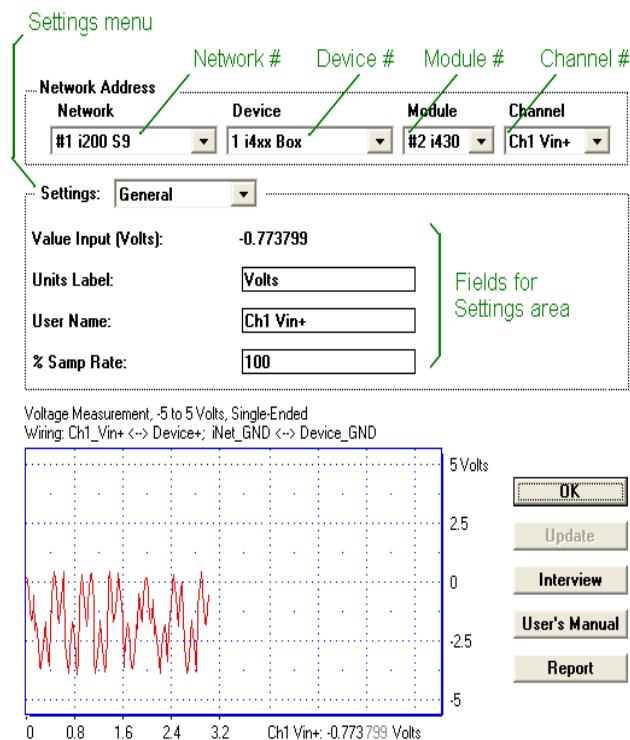 Settings menu
Network # Device # Module # Channel #
Network Address
Network Device Module Channel
#1 i200 S9 1 i4xx Box #2 i430 Ch1 Vin+
Settings: General
Value Input (Volts): -0.773799
Units Label: Volts
User Name: Ch1 Vin+
% Samp Rate: 100
Fields for
Settings area
Voltage Measurement, -5 to 5 Volts, Single-Ended
Wiring: Ch1_Vin+ <--> Device+; iNet_GND <--> Device_GND
5 Volts
2.5
0
-2.5
-5
0 0.8 1.6 2.4 3.2 Ch1 Vin+: -0.773799 Volts
OK
Update
Interview
User's Manual
Report